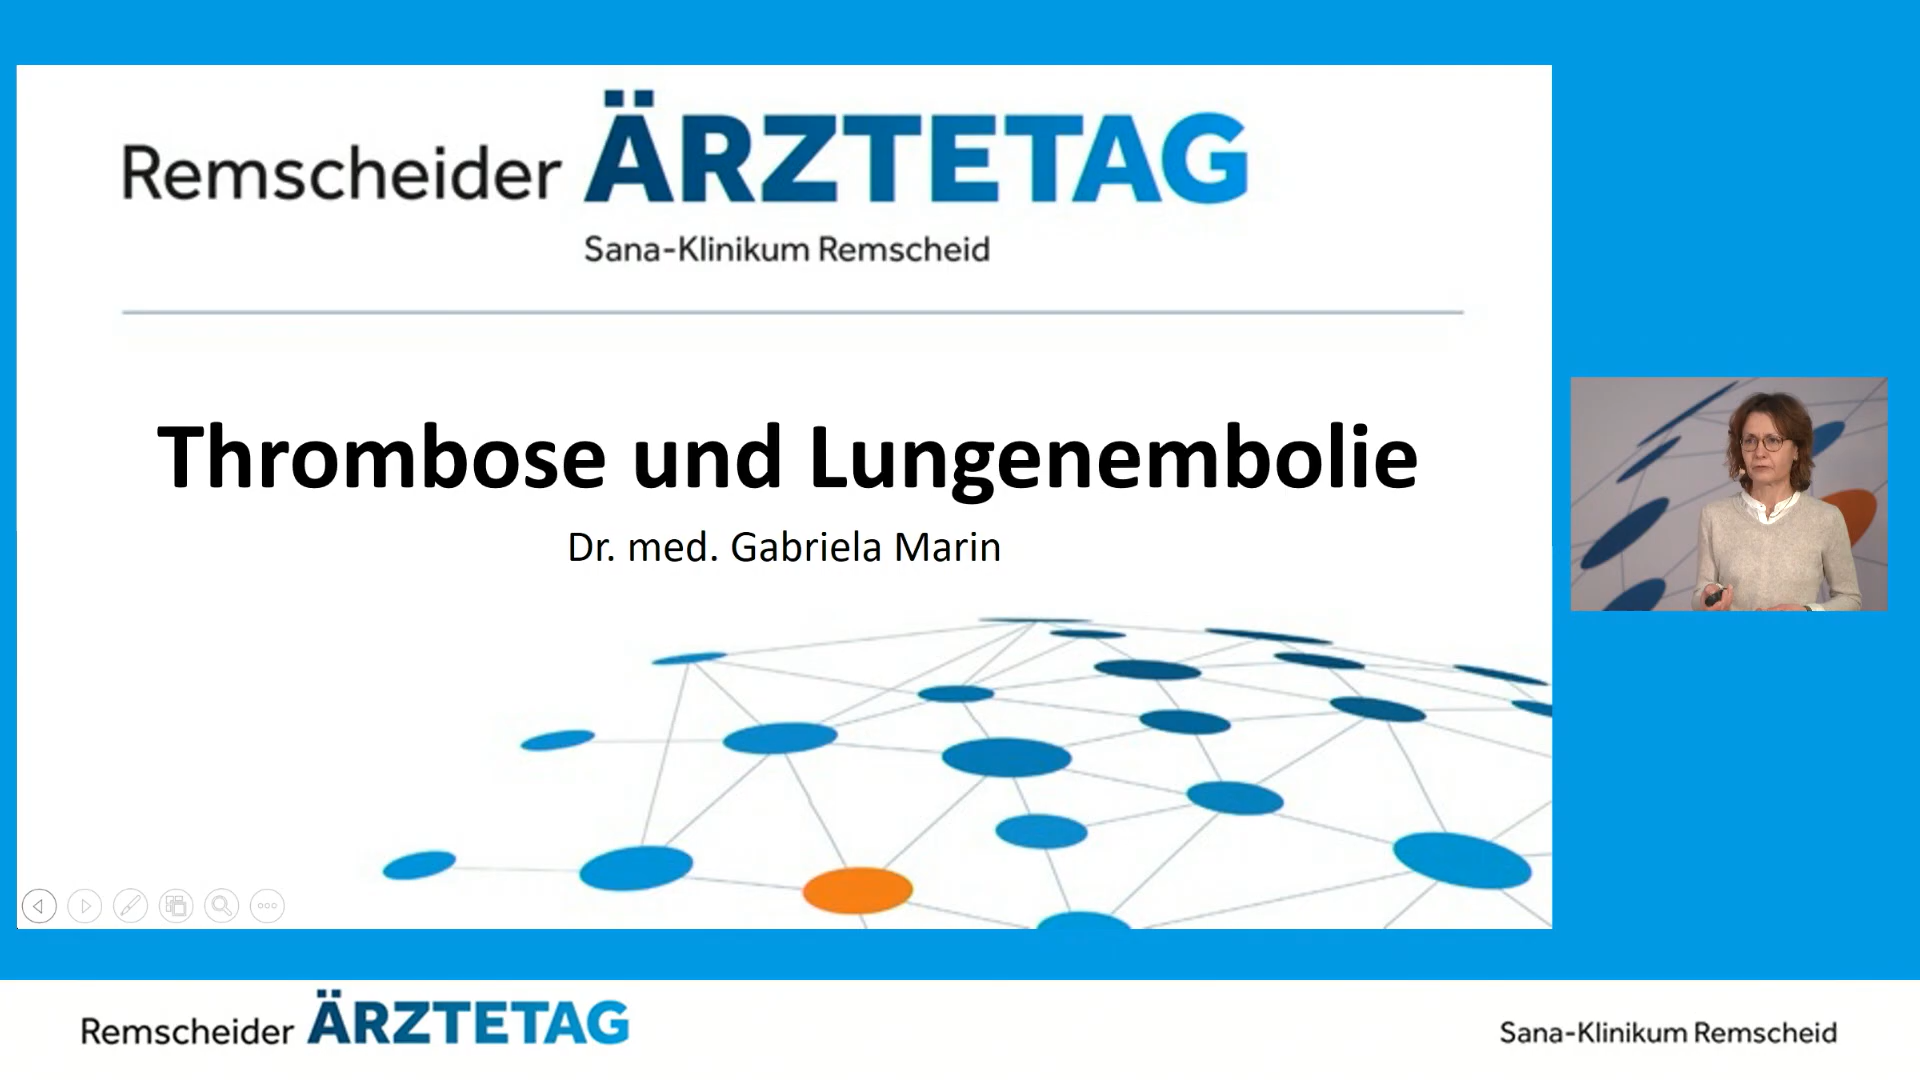 Remscheider ÄRZTETAG
Sana-Klinikum Remscheid
Thrombose und Lungenembolie
Dr. med. Gabriela Marin
Remscheider ÄRZTETAG
Sana-Klinikum Remscheid